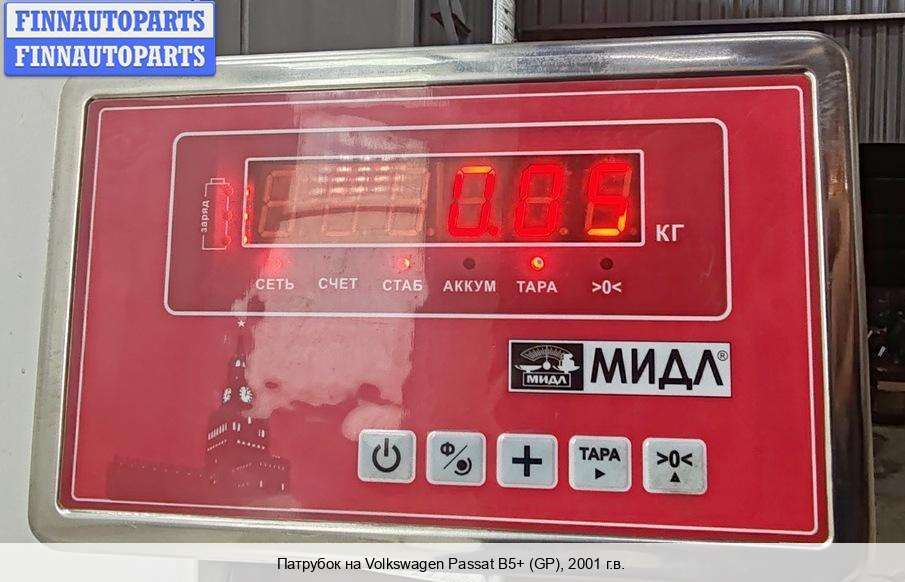 FINNAUTOPARTS
FINNAUTOPARTS
заряд
0.05
КГ
СЕТЬ СЧЕТ СТАБ АККУМ ТАРА >0<
МИДЛ
МИДЛ®
Ф/
+
ТАРА
>0<
Патрубок на Volkswagen Passat B5+ (GP), 2001 г.в.